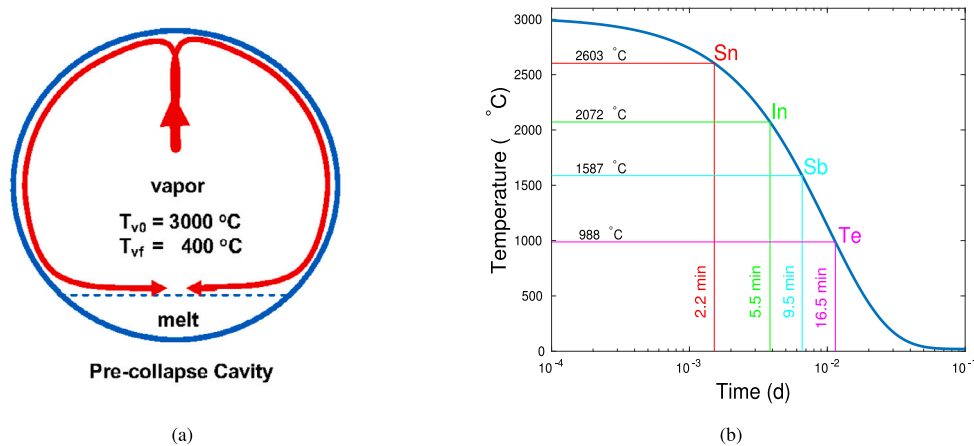 vapor
Tv0 = 3000 °C
Tvf = 400 °C
melt
Pre-collapse Cavity
(a)
3000
2500
2000
1500
1000
500
0
Temperature ( °C)
2603 °C
2072 °C
1587 °C
988 °C
Sn
In
Sb
Te
2.2 min
5.5 min
9.5 min
16.5 min
10-4
10-3
10-2
10-1
Time (d)
(b)